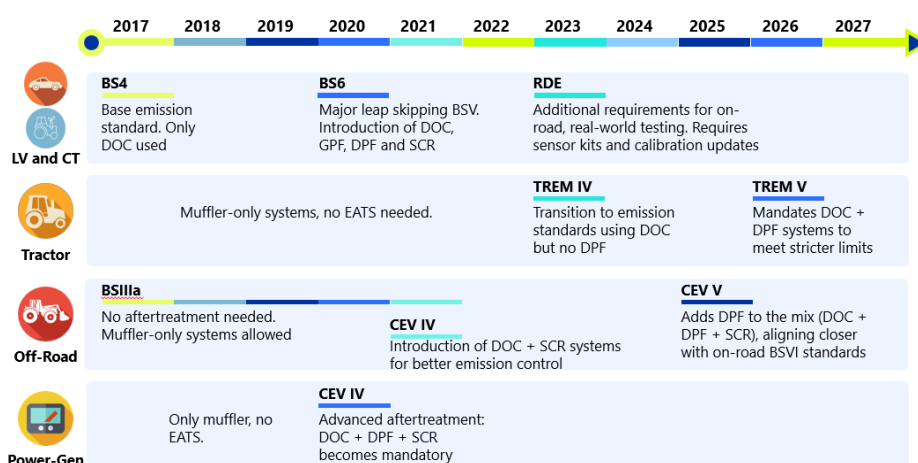 2017 2018 2019 2020 2021 2022 2023 2024 2025 2026 2027
LV and CT
BS4
Base emission
standard. Only
DOC used
BS6
Major leap skipping BSV.
Introduction of DOC,
GPF, DPF and SCR
RDE
Additional requirements for on-
road, real-world testing. Requires
sensor kits and calibration updates
Tractor
Muffler-only systems, no EATS needed.
TREM IV
Transition to emission
standards using DOC
but no DPF
TREM V
Mandates DOC +
DPF systems to
meet stricter limits
Off-Road
BSIIIa
No aftertreatment needed.
Muffler-only systems allowed
CEV IV
Introduction of DOC + SCR systems
for better emission control
CEV V
Adds DPF to the mix (DOC +
DPF + SCR), aligning closer
with on-road BSVI standards
Power-Gen
Only muffler, no
EATS.
CEV IV
Advanced aftertreatment:
DOC + DPF + SCR
becomes mandatory